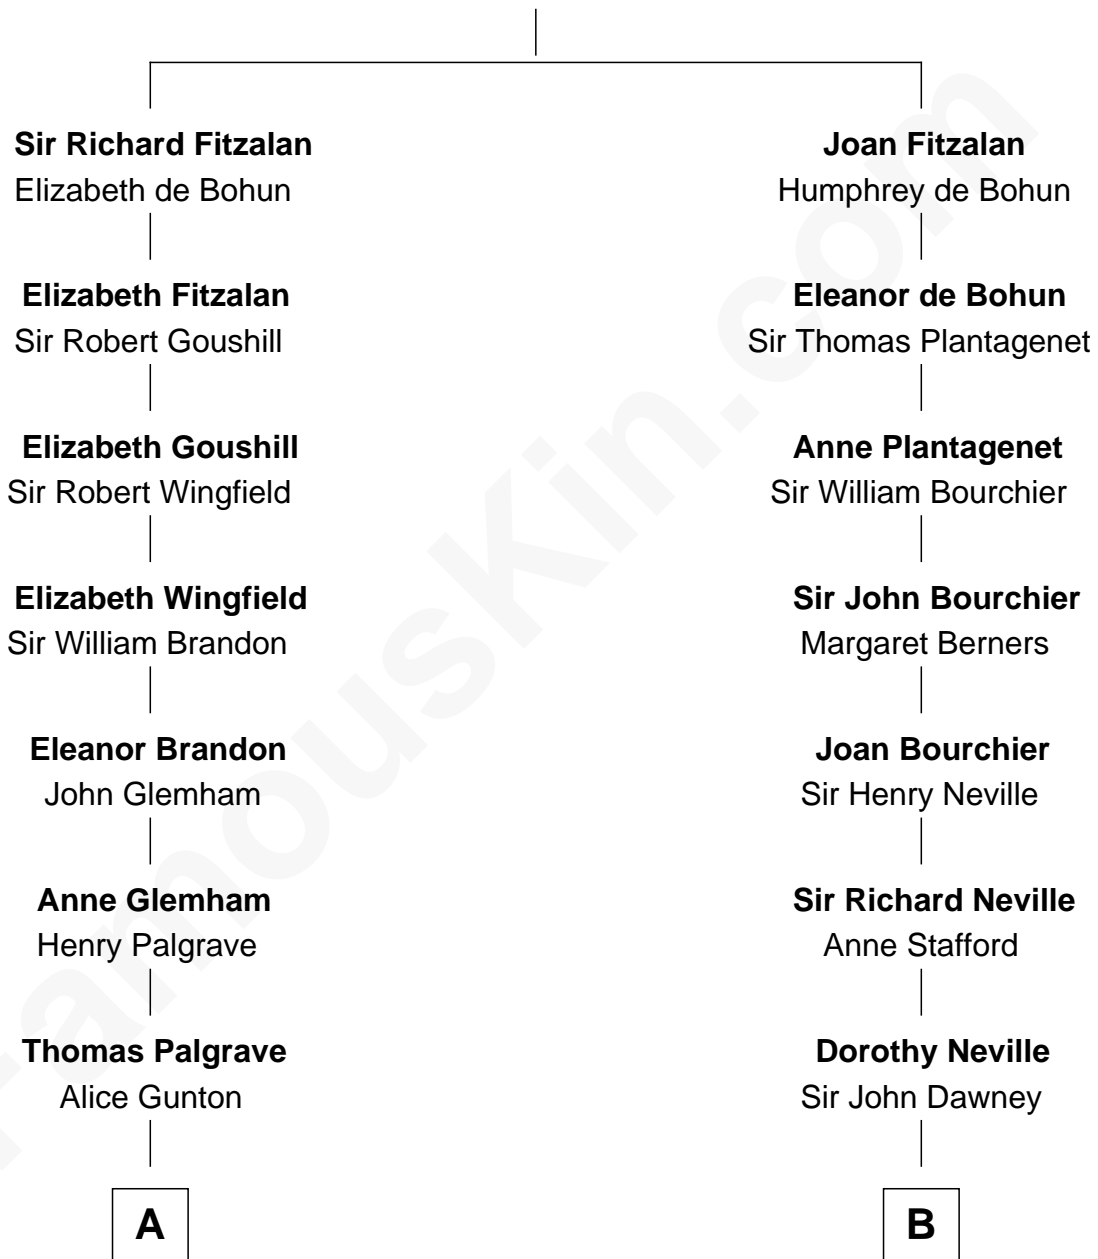 Sir Richard Fitzalan
Elizabeth de Bohun
Elizabeth Fitzalan
Sir Robert Goushill
Elizabeth Goushill
Sir Robert Wingfield
Elizabeth Wingfield
Sir William Brandon
Eleanor Brandon
John Glemham
Anne Glemham
Henry Palgrave
Thomas Palgrave
Alice Gunton
A
Joan Fitzalan
Humphrey de Bohun
Eleanor de Bohun
Sir Thomas Plantagenet
Anne Plantagenet
Sir William Bourchier
Sir John Bourchier
Margaret Berners
Joan Bourchier
Sir Henry Neville
Sir Richard Neville
Anne Stafford
Dorothy Neville
Sir John Dawney
B
FamousKin.com